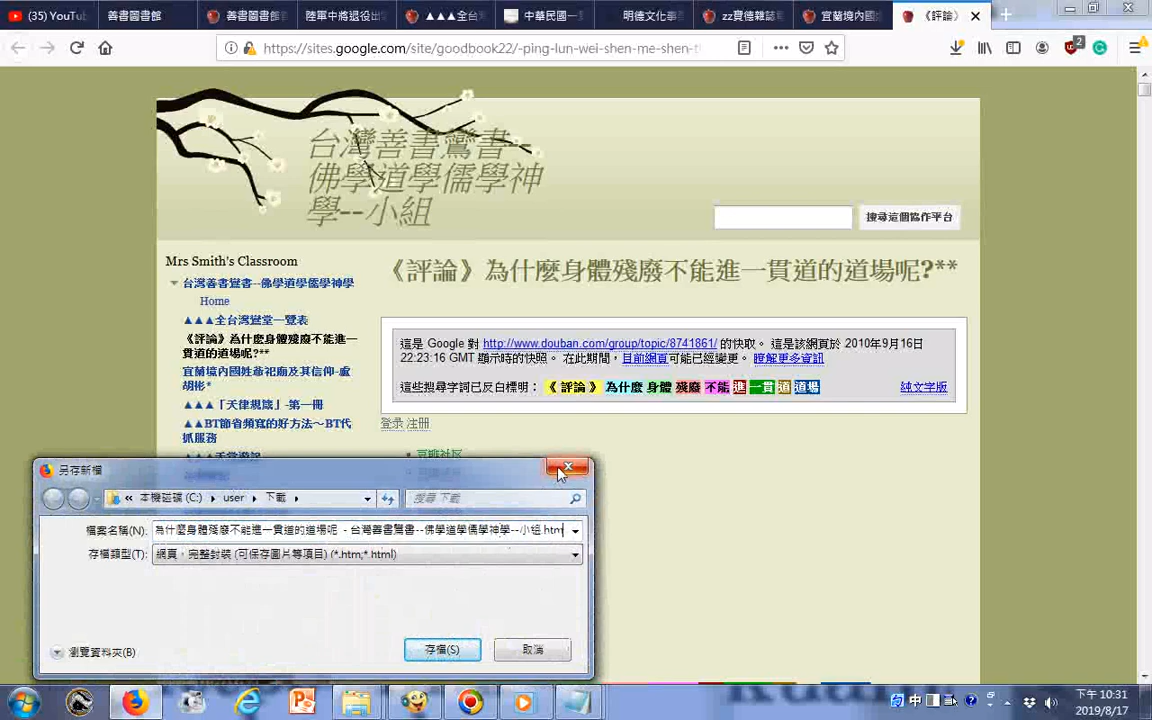 (35) YouTu
善書圖書館
善書圖書館
陸軍中將退役出
▲▲▲全台
中華民國一
明德文化事
zz寶德雜誌
宜蘭境內國
《評論》
https://sites.google.com/site/goodbook22/-ping-lun-wei-shen-me-shen-t
2
台灣善書鸞書--
佛學道學儒學神
學--小組
搜尋這個協作平台
Mrs Smith's Classroom
台灣善書鸞書--佛學道學儒學神學
Home
▲▲▲全台灣鸞堂一覽表
《評論》為什麼身體殘廢不能進一
貫道的道場呢?**
宜蘭境內國姓爺祀廟及其信仰-盧
胡彬*
▲▲▲「天律規箴」-第一冊
▲▲BT節省頻寬的好方法～BT代
抓服務
《評論》為什麼身體殘廢不能進一貫道的道場呢?**
這是 Google 對 http://www.douban.com/group/topic/8741861/ 的快取。 這是該網頁於 2010年9月16日
22:23:16 GMT 顯示時的快照。 在此期間，目前網頁可能已經變更。 瞭解更多資訊
這些搜尋字詞已反白標明： 《 評論 》 為什麼 身體 殘廢 不能 進 一貫 道 道場
純文字版
登录 注册
豆瓣社区
另存新檔
« 本機磁碟 (C:) ▸ user ▸ 下載 ▸
搜尋 下載
檔案名稱(N):
為什麼身體殘廢不能進一貫道的道場呢 - 台灣善書鸞書--佛學道學儒學神學--小組.htm
存檔類型(T):
網頁，完整封裝 (可保存圖片等項目) (*.htm;*.html)
瀏覽資料夾(B)
存檔(S)
取消
下午 10:31
2019/8/17